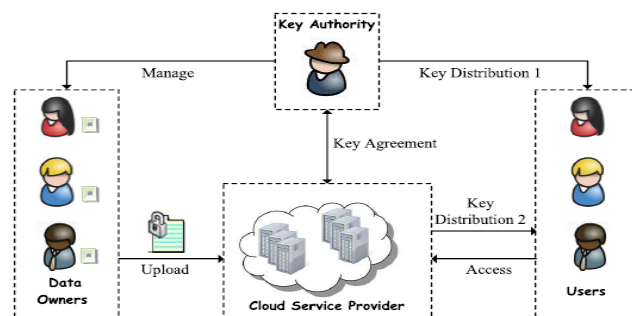 Key Authority
Manage
Key Distribution 1
Key Agreement
Key
Distribution 2
Upload
Access
Data
Owners
Cloud Service Provider
Users